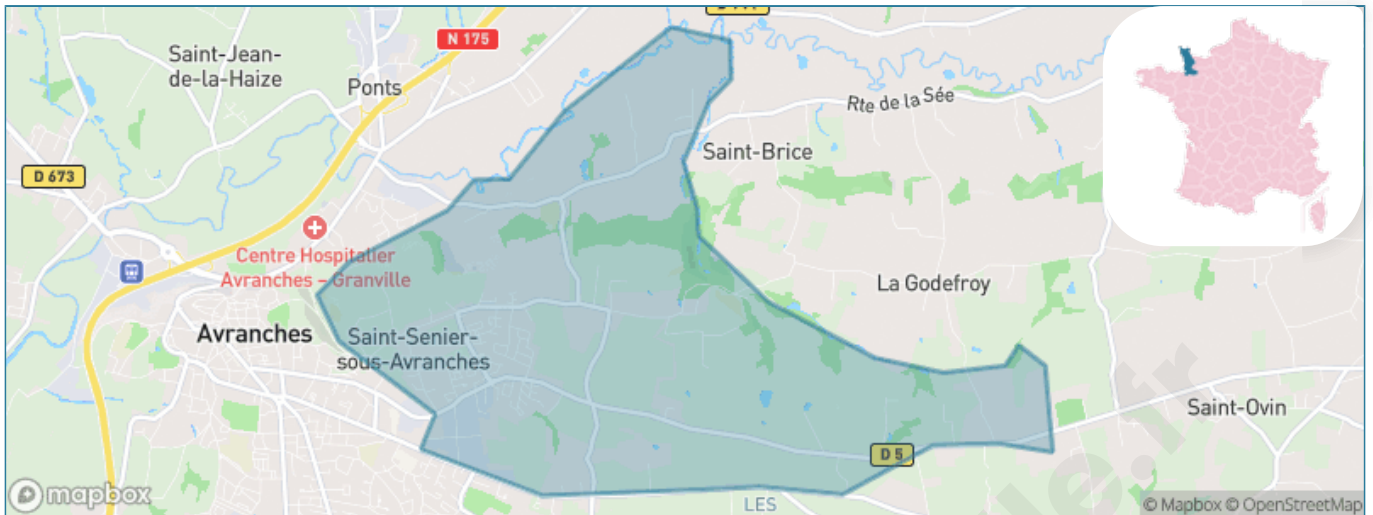 N 175
Saint-Jean-
de-la-Haize
Ponts
Rte de la Sée
Saint-Brice
D 673
Centre Hospitalier
Avranches – Granville
La Godefroy
Avranches
Saint-Senier-
sous-Avranches
Saint-Ovin
D 5
LES
mapbox
© Mapbox © OpenStreetMap